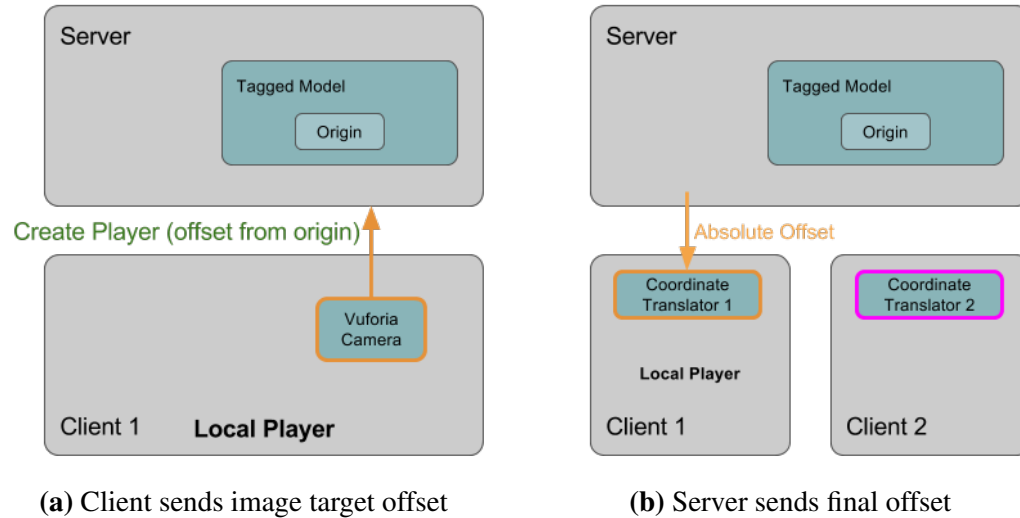 Server
Tagged Model
Origin
Create Player (offset from origin)
Vuforia
Camera
Client 1
Local Player
(a) Client sends image target offset
Server
Tagged Model
Origin
Absolute Offset
Coordinate
Translator 1
Local Player
Client 1
Coordinate
Translator 2
Client 2
(b) Server sends final offset